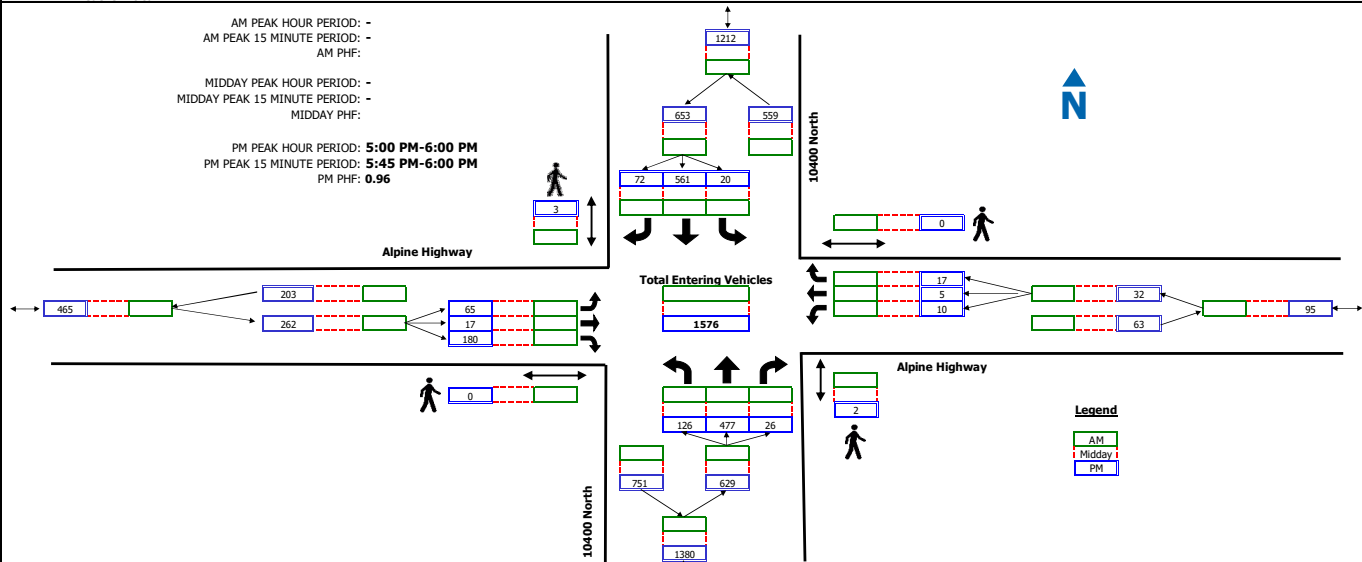 AM PEAK HOUR PERIOD: -
AM PEAK 15 MINUTE PERIOD: -
AM PHF:
MIDDAY PEAK HOUR PERIOD: -
MIDDAY PEAK 15 MINUTE PERIOD: -
MIDDAY PHF:
PM PEAK HOUR PERIOD: 5:00 PM-6:00 PM
PM PEAK 15 MINUTE PERIOD: 5:45 PM-6:00 PM
PM PHF: 0.96
1212
653 559
72 561 20
10400 North
N
3
0
Alpine Highway
Total Entering Vehicles
1576
465
203
262
65
17
180
17
5
10
32
63
95
Alpine Highway
0
2
126 477 26
751 629
1380
10400 North
Legend
AM
Midday
PM